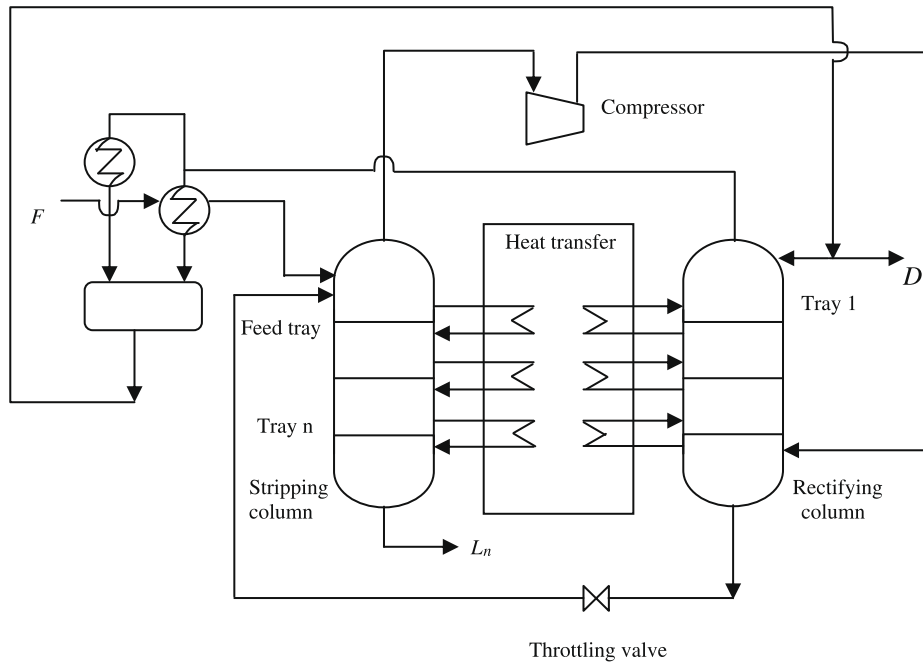 Compressor
F
Heat transfer
D
Tray 1
Feed tray
Tray n
Stripping
column
Rectifying
column
Ln
Throttling valve